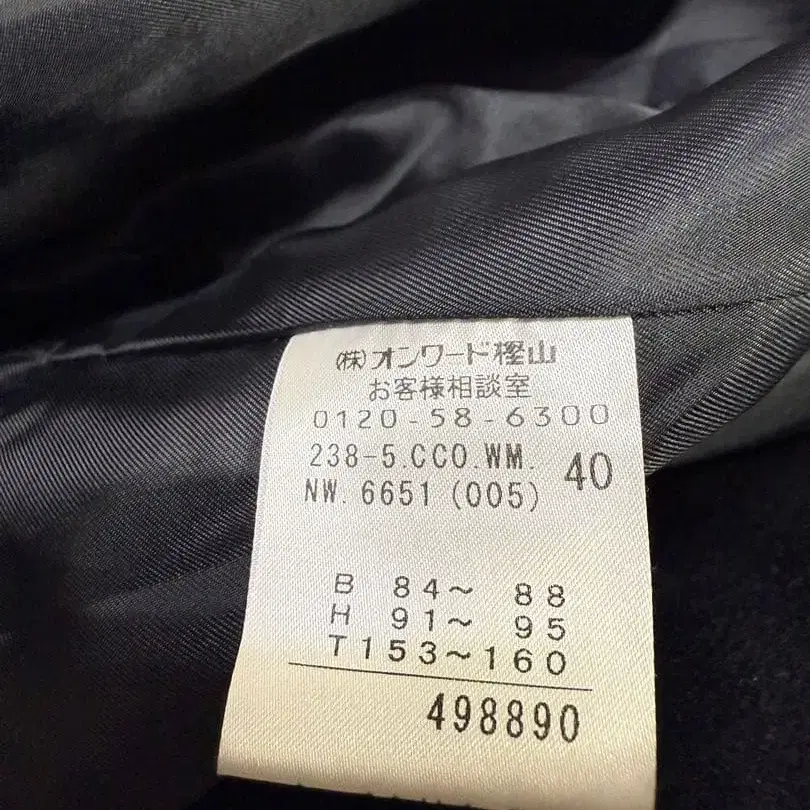 (株)オンワード樫山
お客様相談室
0120-58-6300
238-5.CCO.WM. 40
NW. 6651 (005)
B 84～ 88
H 91～ 95
T153～160
498890